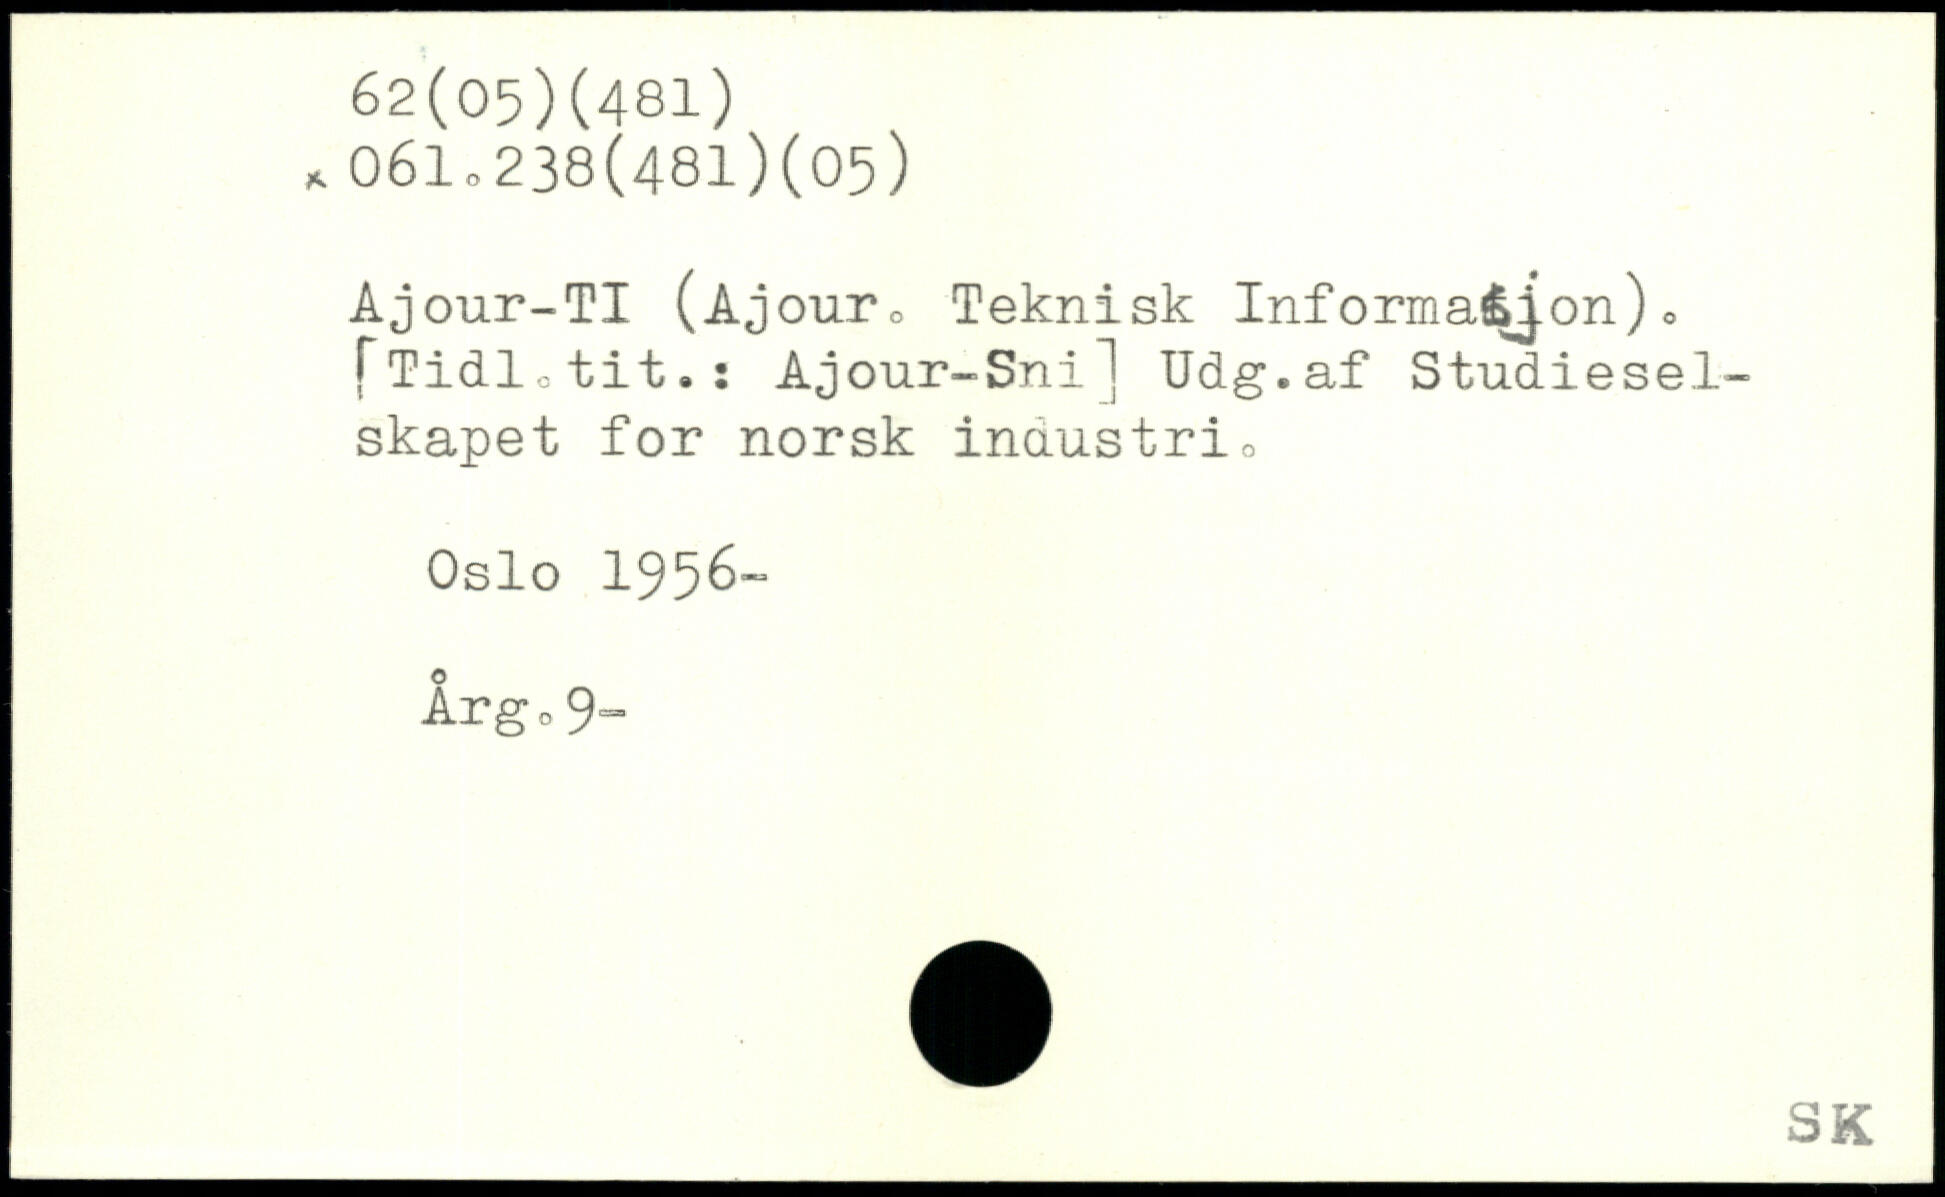 62(05)(481)
x 061.238(481)(05)
Ajour-TI (Ajour. Teknisk Informasjon).
[Tidl.tit.: Ajour-Sni] Udg.af Studiesel-
skapet for norsk industri.
Oslo 1956-
Årg.9-
SK